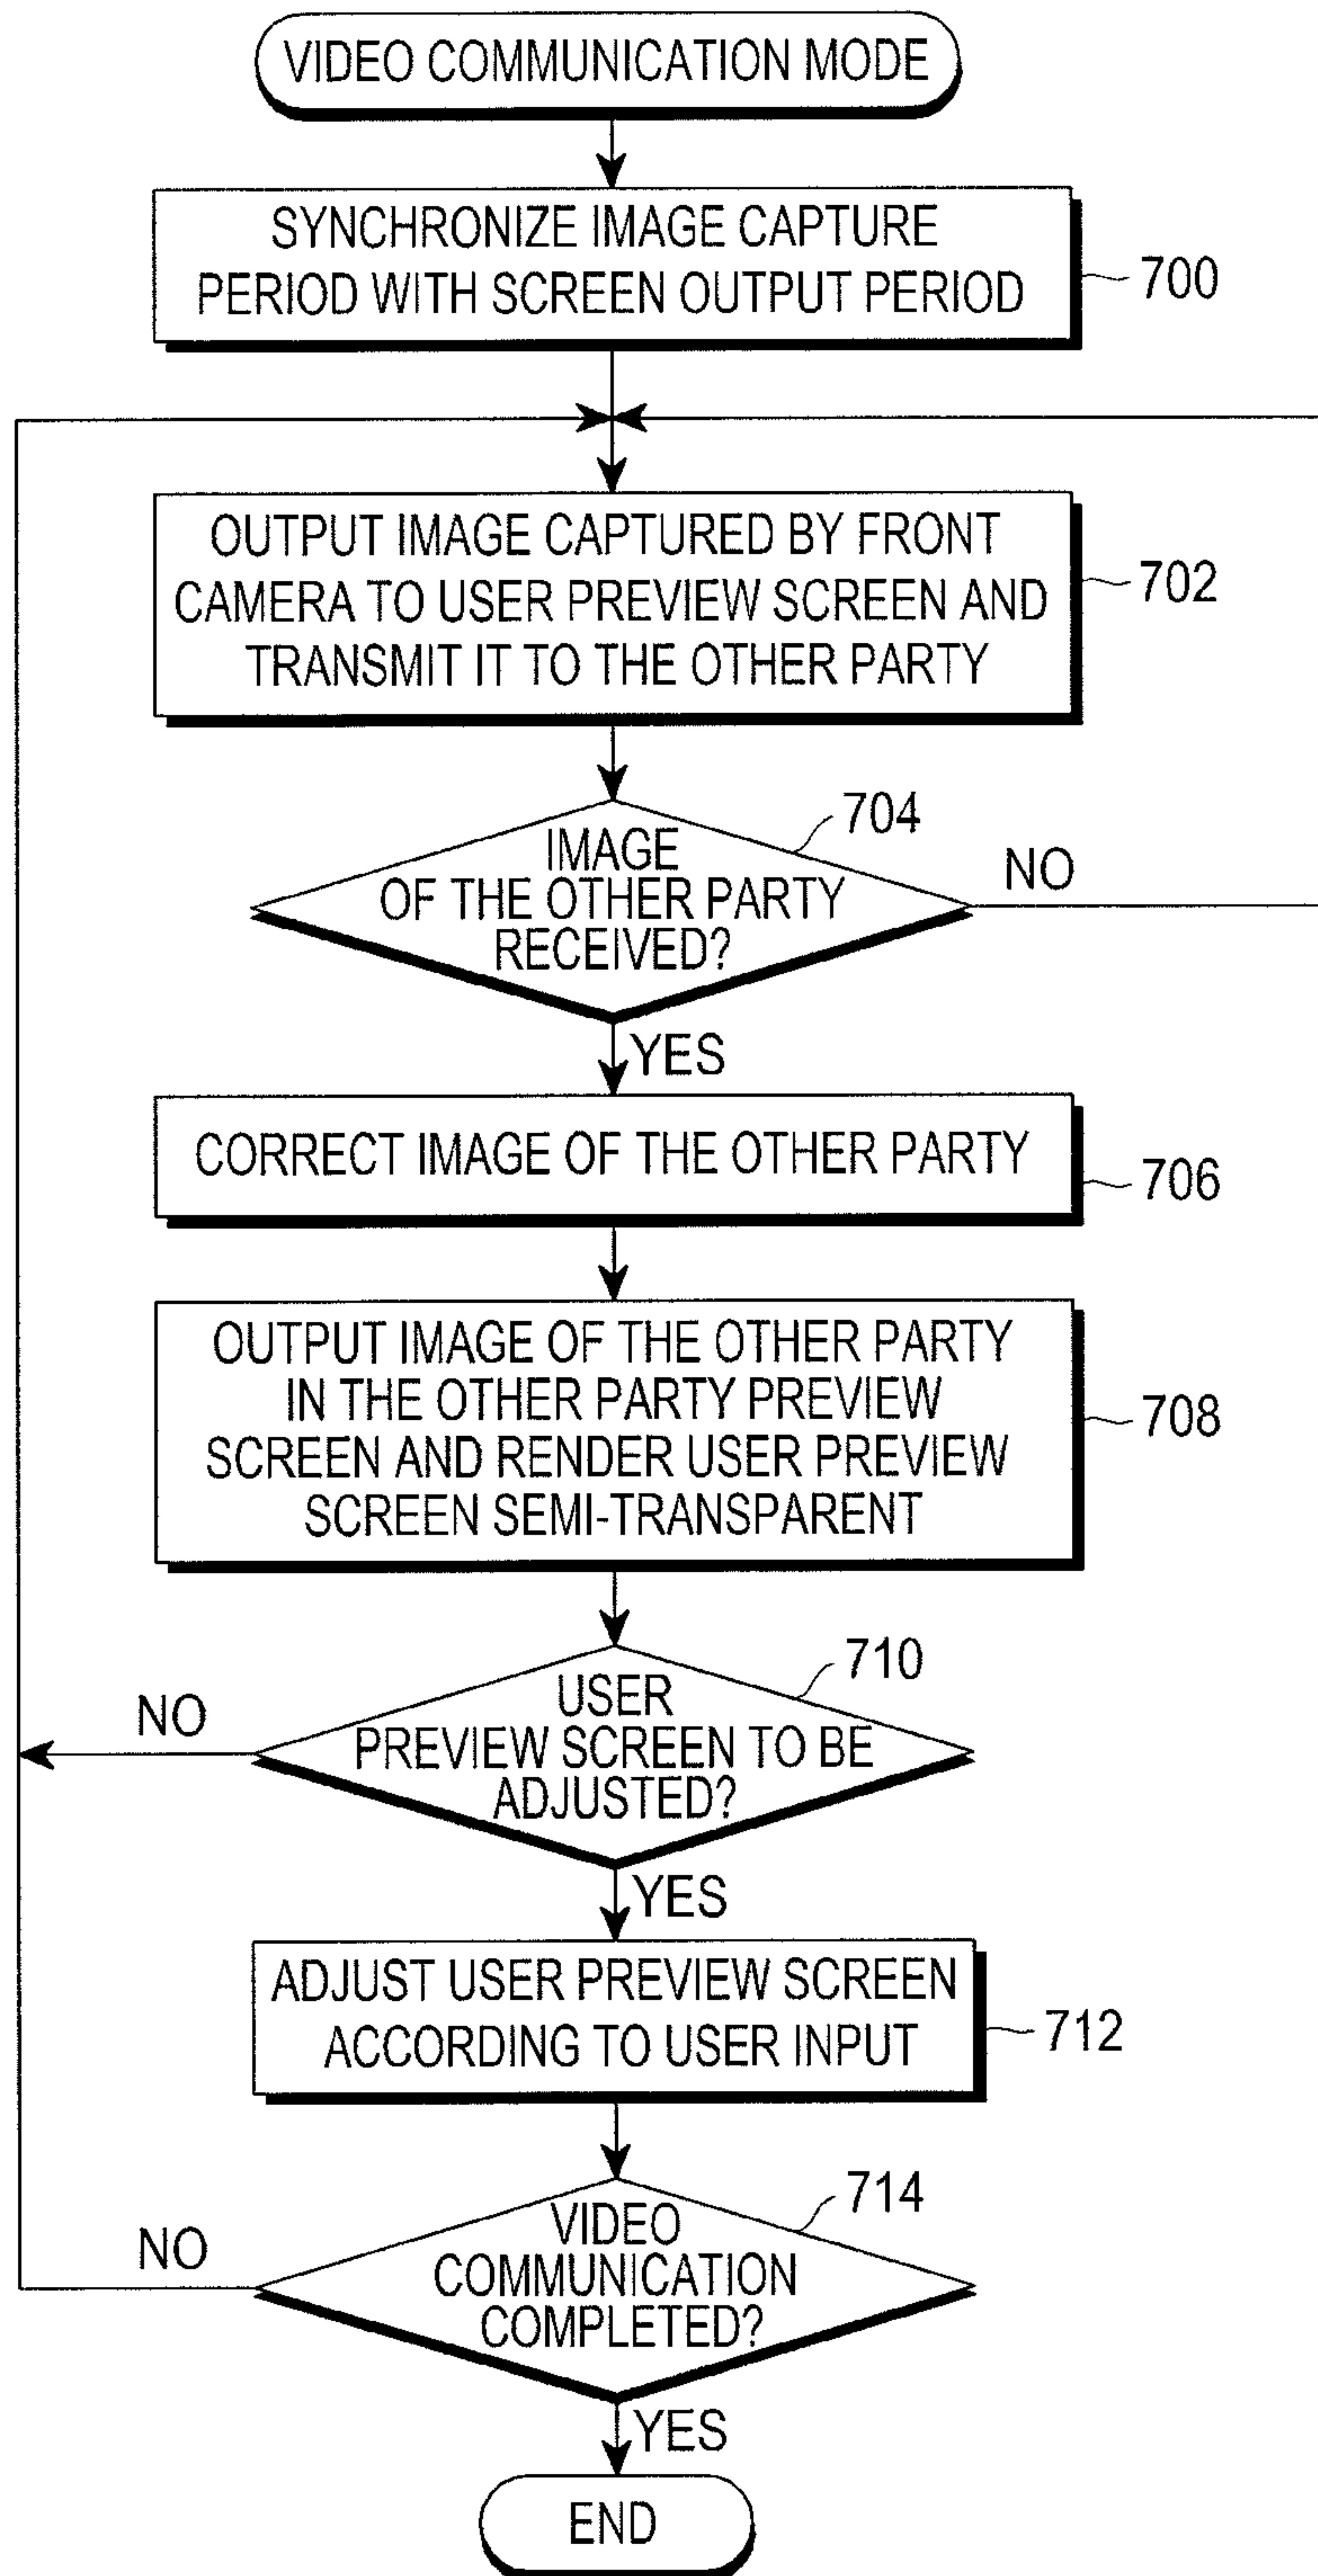 VIDEO COMMUNICATION MODE
SYNCHRONIZE IMAGE CAPTURE
PERIOD WITH SCREEN OUTPUT PERIOD
700
OUTPUT IMAGE CAPTURED BY FRONT
CAMERA TO USER PREVIEW SCREEN AND
TRANSMIT IT TO THE OTHER PARTY
702
704
IMAGE
OF THE OTHER PARTY
RECEIVED?
NO
YES
CORRECT IMAGE OF THE OTHER PARTY
706
OUTPUT IMAGE OF THE OTHER PARTY
IN THE OTHER PARTY PREVIEW
SCREEN AND RENDER USER PREVIEW
SCREEN SEMI-TRANSPARENT
708
710
USER
PREVIEW SCREEN TO BE
ADJUSTED?
NO
YES
ADJUST USER PREVIEW SCREEN
ACCORDING TO USER INPUT
712
714
VIDEO
COMMUNICATION
COMPLETED?
NO
YES
END